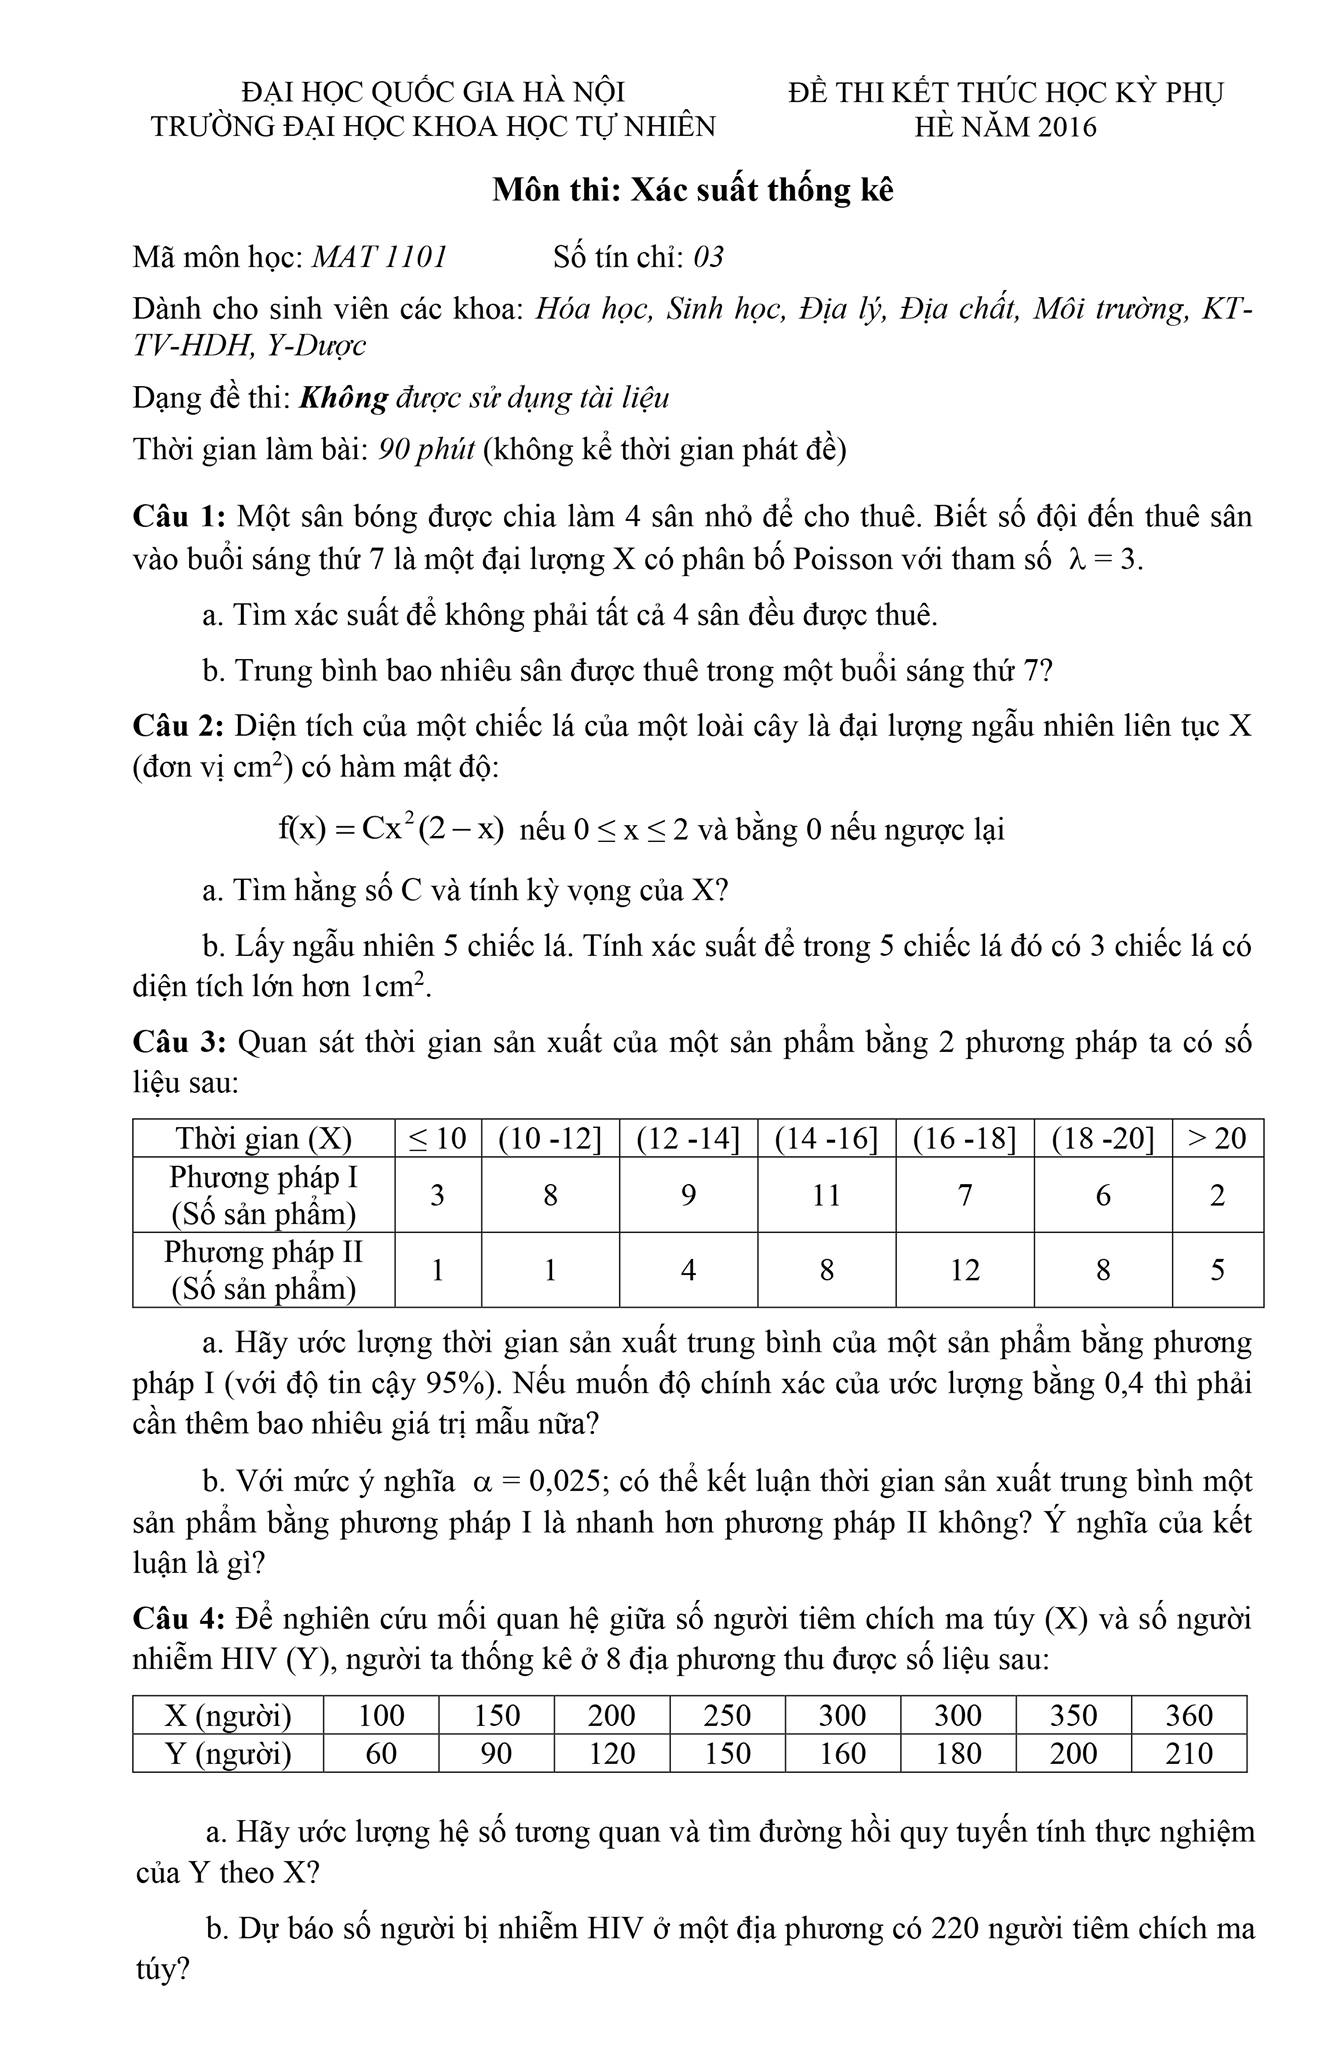 ĐẠI HỌC QUỐC GIA HÀ NỘI
TRƯỜNG ĐẠI HỌC KHOA HỌC TỰ NHIÊN
ĐỀ THI KẾT THÚC HỌC KỲ PHỤ
HÈ NĂM 2016
Môn thi: Xác suất thống kê
Mã môn học: MAT 1101 Số tín chỉ: 03
Dành cho sinh viên các khoa: Hóa học, Sinh học, Địa lý, Địa chất, Môi trường, KT-
TV-HDH, Y-Dược
Dạng đề thi: Không được sử dụng tài liệu
Thời gian làm bài: 90 phút (không kể thời gian phát đề)
Câu 1: Một sân bóng được chia làm 4 sân nhỏ để cho thuê. Biết số đội đến thuê sân
vào buổi sáng thứ 7 là một đại lượng X có phân bố Poisson với tham số λ = 3.
a. Tìm xác suất để không phải tất cả 4 sân đều được thuê.
b. Trung bình bao nhiêu sân được thuê trong một buổi sáng thứ 7?
Câu 2: Diện tích của một chiếc lá của một loài cây là đại lượng ngẫu nhiên liên tục X
(đơn vị cm²) có hàm mật độ:
f(x) = Cx²(2 − x) nếu 0 ≤ x ≤ 2 và bằng 0 nếu ngược lại
a. Tìm hằng số C và tính kỳ vọng của X?
b. Lấy ngẫu nhiên 5 chiếc lá. Tính xác suất để trong 5 chiếc lá đó có 3 chiếc lá có
diện tích lớn hơn 1cm².
Câu 3: Quan sát thời gian sản xuất của một sản phẩm bằng 2 phương pháp ta có số
liệu sau:
Thời gian (X) ≤ 10 (10 -12] (12 -14] (14 -16] (16 -18] (18 -20] > 20
Phương pháp I
(Số sản phẩm) 3 8 9 11 7 6 2
Phương pháp II
(Số sản phẩm) 1 1 4 8 12 8 5
a. Hãy ước lượng thời gian sản xuất trung bình của một sản phẩm bằng phương
pháp I (với độ tin cậy 95%). Nếu muốn độ chính xác của ước lượng bằng 0,4 thì phải
cần thêm bao nhiêu giá trị mẫu nữa?
b. Với mức ý nghĩa α = 0,025; có thể kết luận thời gian sản xuất trung bình một
sản phẩm bằng phương pháp I là nhanh hơn phương pháp II không? Ý nghĩa của kết
luận là gì?
Câu 4: Để nghiên cứu mối quan hệ giữa số người tiêm chích ma túy (X) và số người
nhiễm HIV (Y), người ta thống kê ở 8 địa phương thu được số liệu sau:
X (người) 100 150 200 250 300 300 350 360
Y (người) 60 90 120 150 160 180 200 210
a. Hãy ước lượng hệ số tương quan và tìm đường hồi quy tuyến tính thực nghiệm
của Y theo X?
b. Dự báo số người bị nhiễm HIV ở một địa phương có 220 người tiêm chích ma
túy?